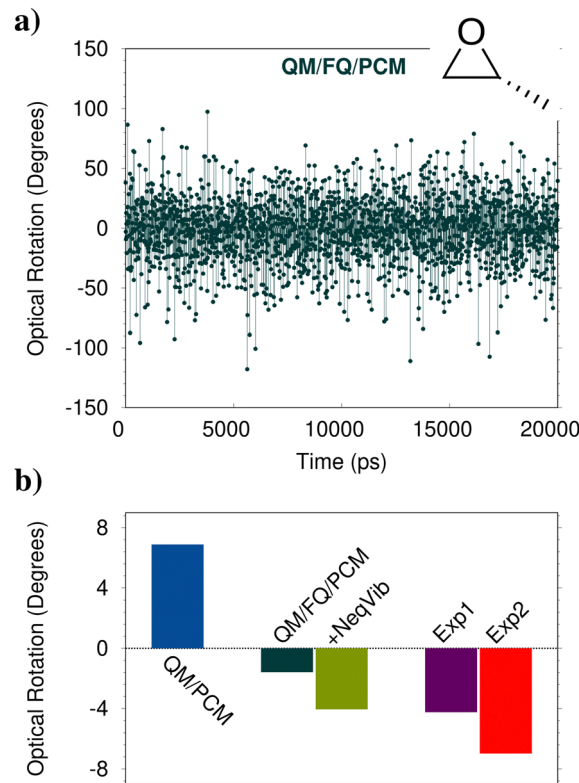 a)
QM/FQ/PCM
O
Optical Rotation (Degrees)
150
100
50
0
-50
-100
-150
0
5000
10000
15000
20000
Time (ps)
b)
Optical Rotation (Degrees)
8
4
0
-4
-8
QM/PCM
QM/FQ/PCM
+NeqVib
Exp1
Exp2